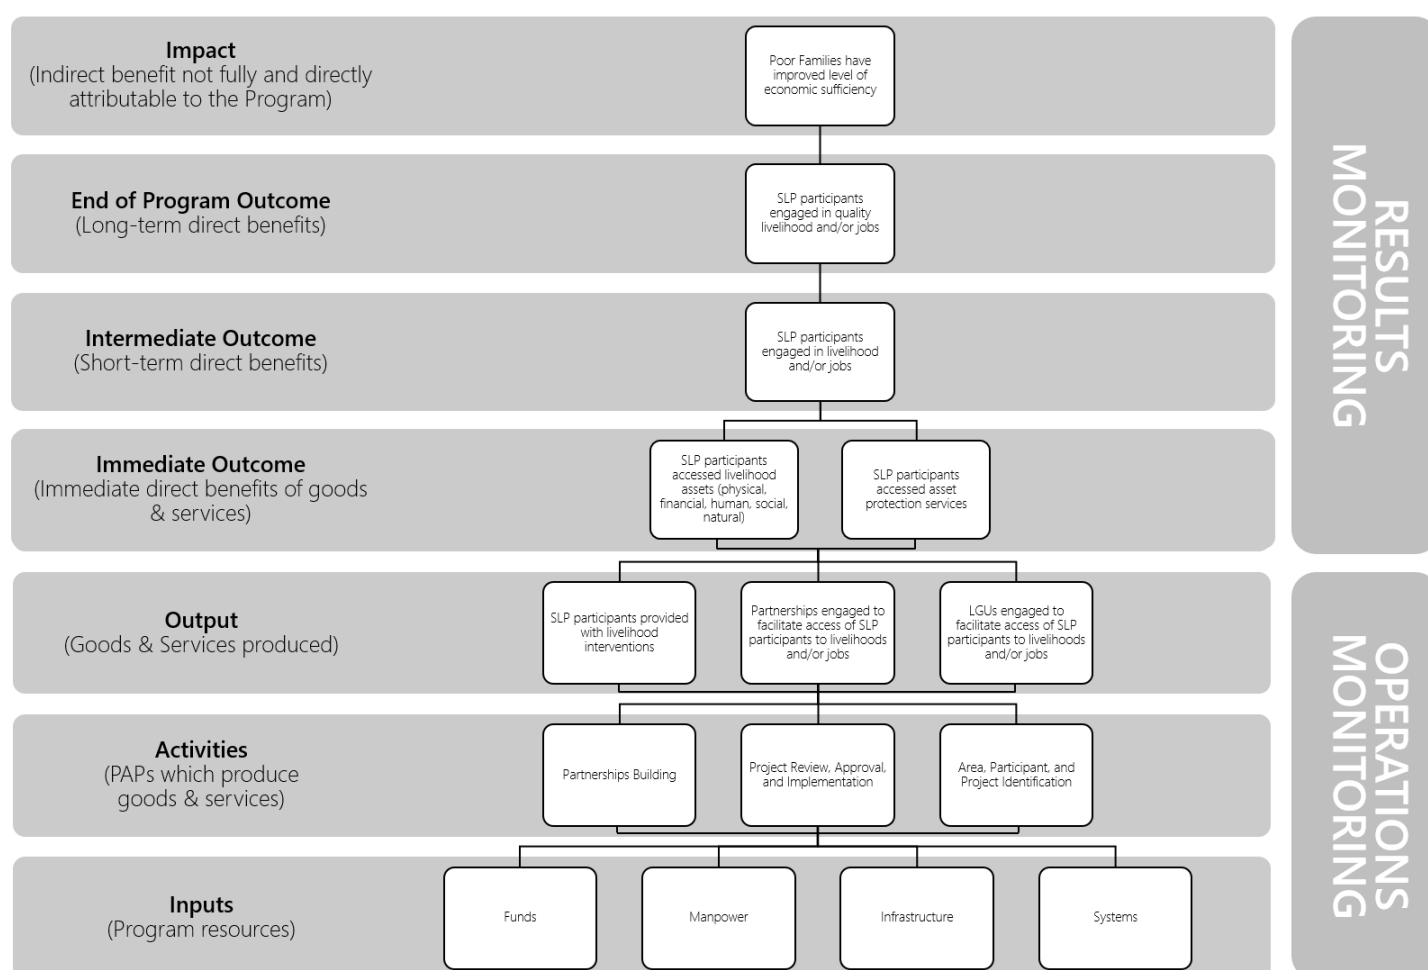 Impact
(Indirect benefit not fully and directly
attributable to the Program)
Poor Families have
improved level of
economic sufficiency
End of Program Outcome
(Long-term direct benefits)
SLP participants
engaged in quality
livelihood and/or jobs
Intermediate Outcome
(Short-term direct benefits)
SLP participants
engaged in livelihood
and/or jobs
Immediate Outcome
(Immediate direct benefits of goods
& services)
SLP participants
accessed livelihood
assets (physical,
financial, human, social,
natural)
SLP participants
accessed asset
protection services
RESULTS
MONITORING
Output
(Goods & Services produced)
SLP participants provided
with livelihood
interventions
Partnerships engaged to
facilitate access of SLP
participants to livelihoods
and/or jobs
LGUs engaged to
facilitate access of SLP
participants to livelihoods
and/or jobs
Activities
(PAPs which produce
goods & services)
Partnerships Building
Project Review, Approval,
and Implementation
Area, Participant, and
Project Identification
Inputs
(Program resources)
Funds
Manpower
Infrastructure
Systems
OPERATIONS
MONITORING